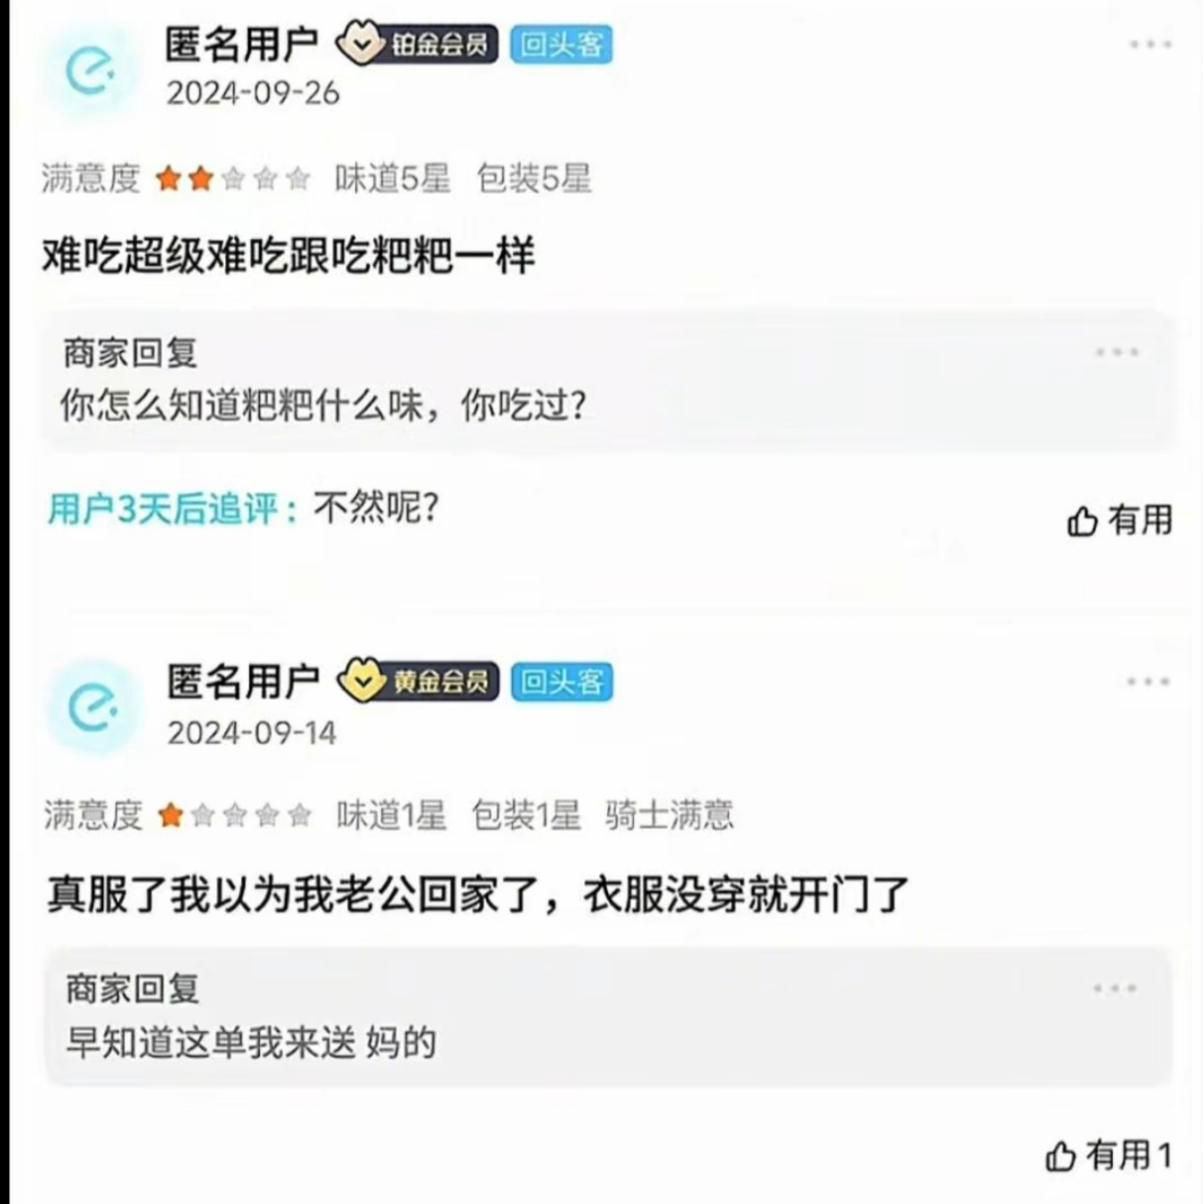 匿名用户 铂金会员 回头客
2024-09-26
满意度 味道5星 包装5星
难吃超级难吃跟吃粑粑一样
商家回复
你怎么知道粑粑什么味，你吃过?
用户3天后追评：不然呢?
有用
匿名用户 黄金会员 回头客
2024-09-14
满意度 味道1星 包装1星 骑士满意
真服了我以为我老公回家了，衣服没穿就开门了
商家回复
早知道这单我来送 妈的
有用1